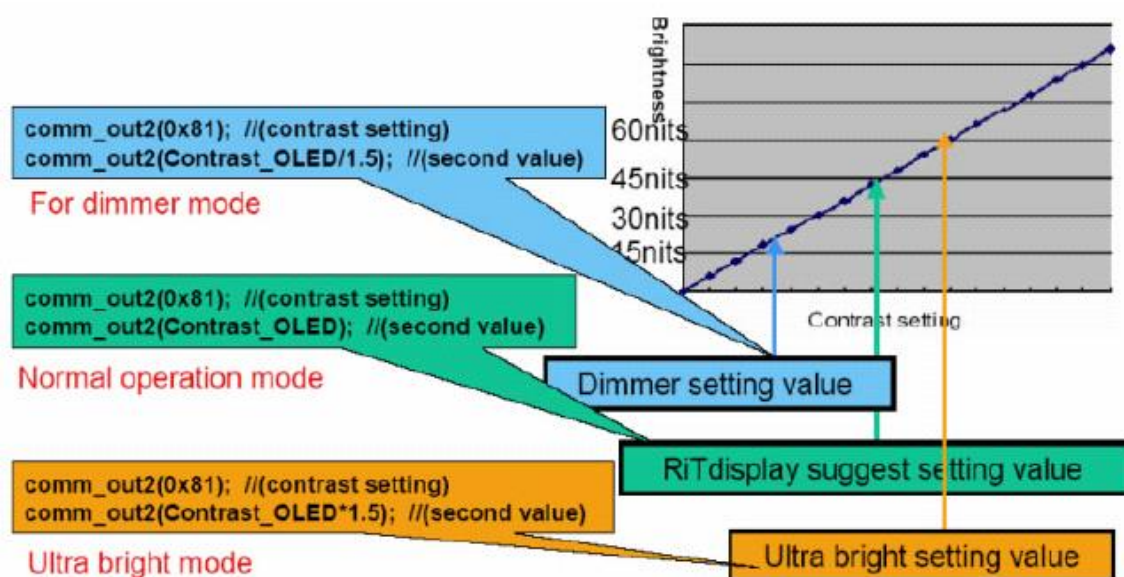 Brightness
comm_out2(0x81); //(contrast setting)
comm_out2(Contrast_OLED/1.5); //(second value)
For dimmer mode
60nits
45nits
30nits
15nits
Contrast setting
comm_out2(0x81); //(contrast setting)
comm_out2(Contrast_OLED); //(second value)
Normal operation mode
Dimmer setting value
RiTdisplay suggest setting value
comm_out2(0x81); //(contrast setting)
comm_out2(Contrast_OLED*1.5); //(second value)
Ultra bright mode
Ultra bright setting value